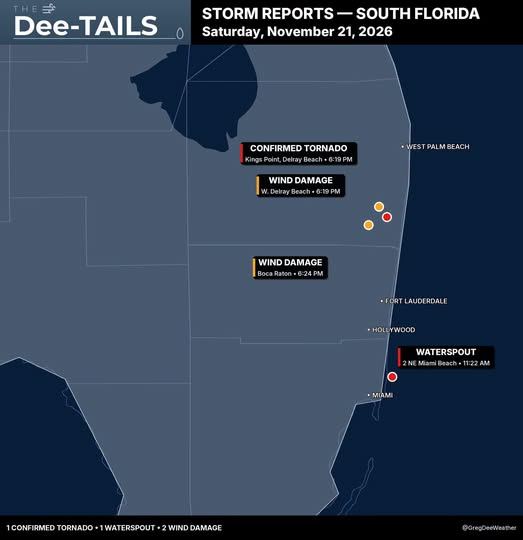 THE
Dee-TAILS
STORM REPORTS — SOUTH FLORIDA
Saturday, November 21, 2026
CONFIRMED TORNADO
Kings Point, Delray Beach • 6:19 PM
WEST PALM BEACH
WIND DAMAGE
W. Delray Beach • 6:19 PM
WIND DAMAGE
Boca Raton • 6:24 PM
FORT LAUDERDALE
HOLLYWOOD
WATERSPOUT
2 NE Miami Beach • 11:22 AM
MIAMI
1 CONFIRMED TORNADO • 1 WATERSPOUT • 2 WIND DAMAGE
@GregDeeWeather